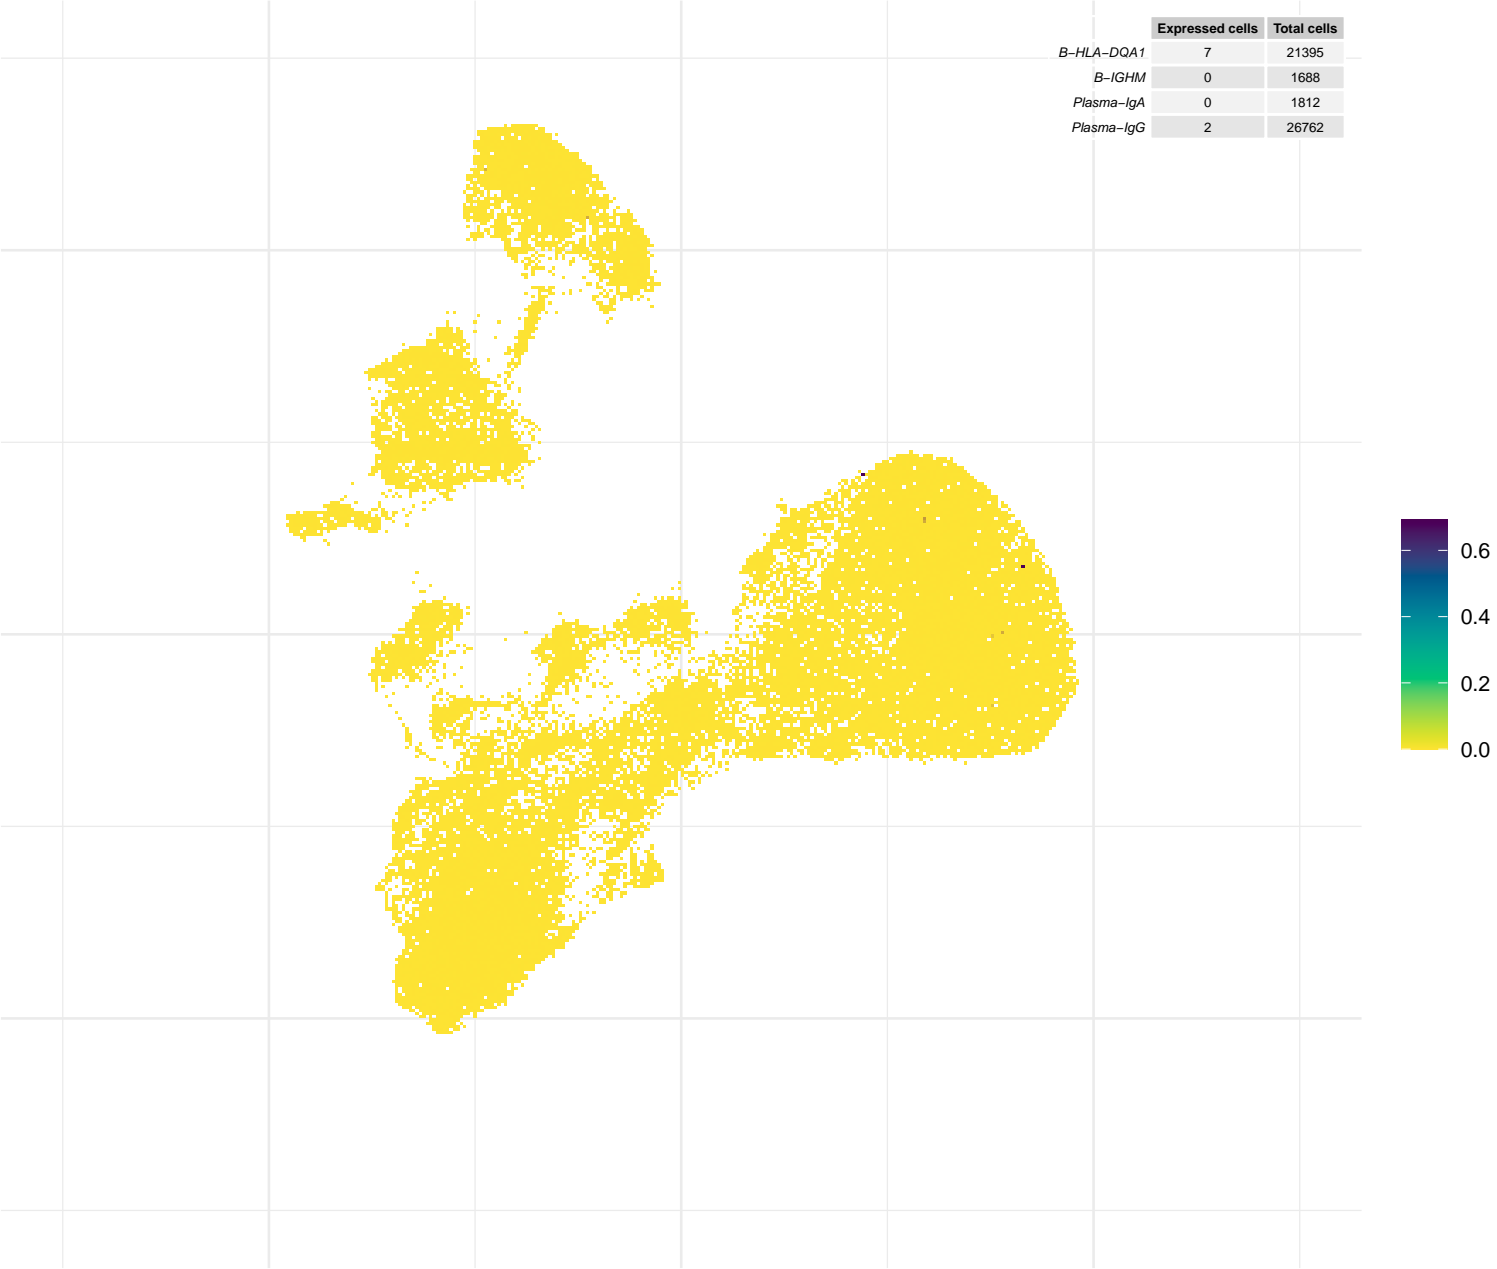 Expressed cells Total cells
B−HLA−DQA1 7 21395
B−IGHM 0 1688
Plasma−IgA 0 1812
Plasma−IgG 2 26762
0.6
0.4
0.2
0.0